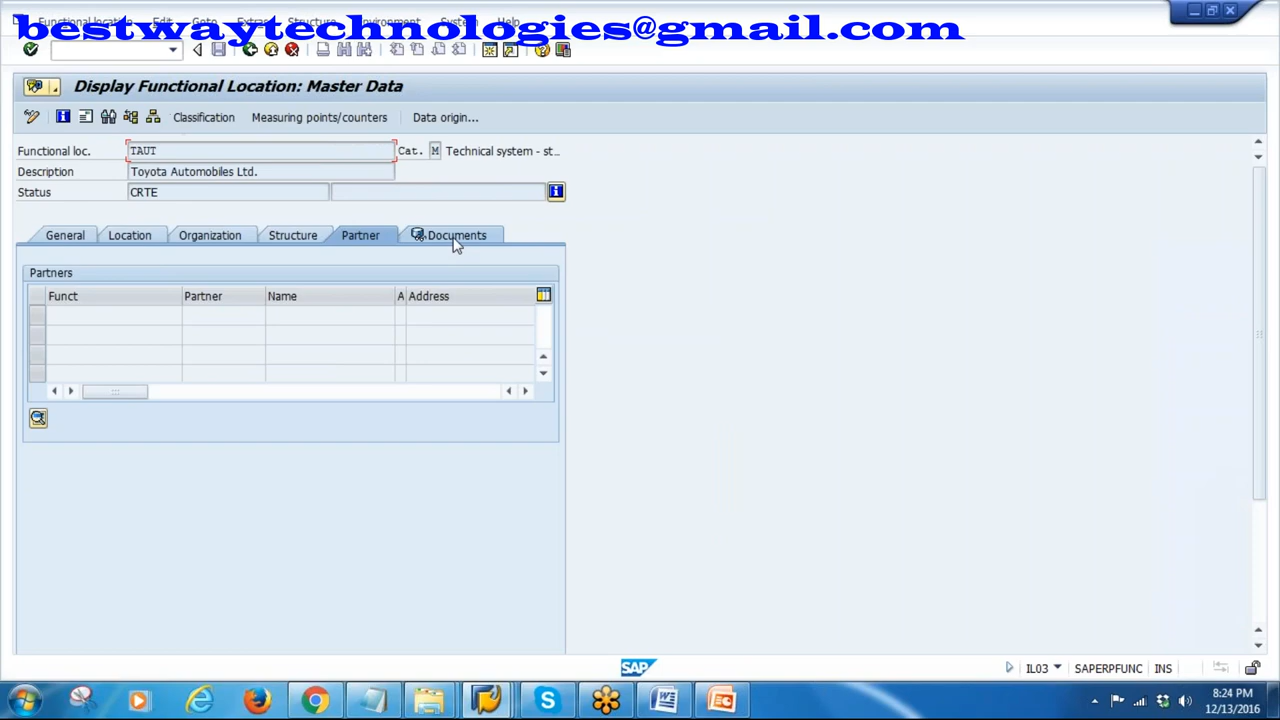 Functional location Edit Goto Extras Structure Environment System Help
bestwaytechnologies@gmail.com
Display Functional Location: Master Data
Classification Measuring points/counters Data origin...
Functional loc. TAUT Cat. M Technical system - st..
Description Toyota Automobiles Ltd.
Status CRTE
General Location Organization Structure Partner Documents
Partners
Funct Partner Name A Address
SAP IL03 SAPERPFUNC INS
8:24 PM
12/13/2016